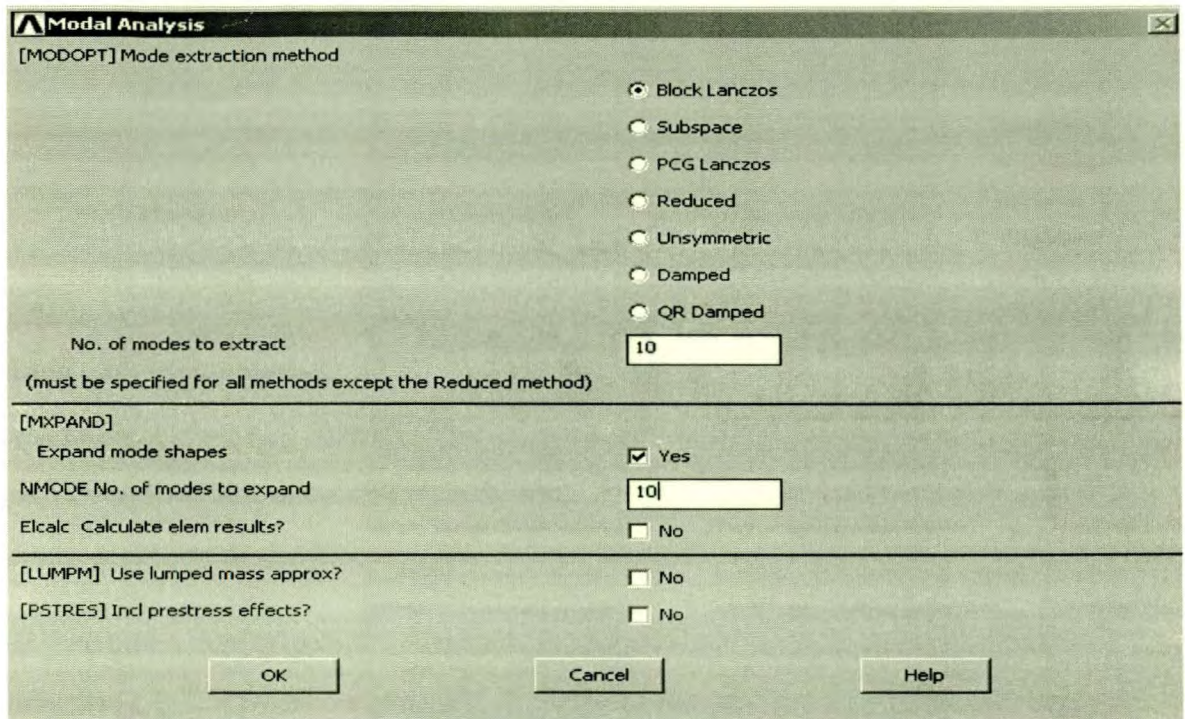 Modal Analysis
[MODOPT] Mode extraction method
Block Lanczos
Subspace
PCG Lanczos
Reduced
Unsymmetric
Damped
QR Damped
No. of modes to extract 10
(must be specified for all methods except the Reduced method)
[MXPAND]
Expand mode shapes Yes
NMODE No. of modes to expand 10
Elcalc Calculate elem results? No
[LUMPM] Use lumped mass approx? No
[PSTRES] Incl prestress effects? No
OK Cancel Help